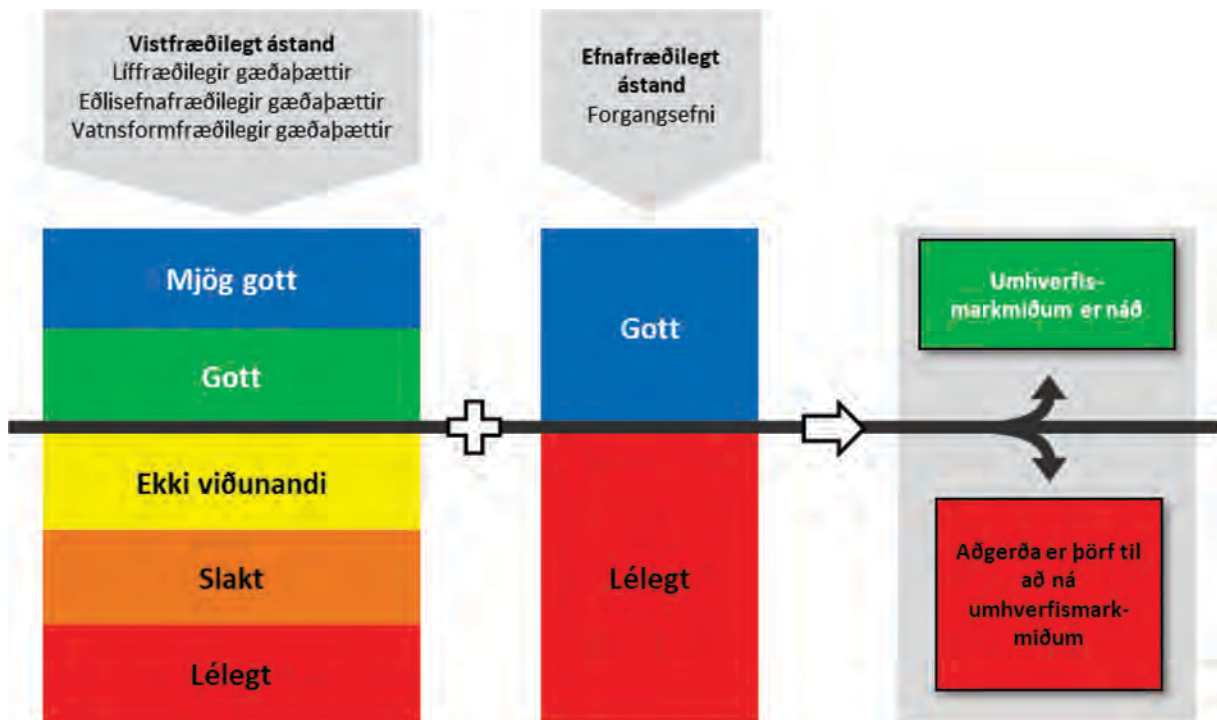 Vistfræðilegt ástand
Líffræðilegir gæðaþættir
Eðlisefnafræðilegir gæðaþættir
Vatnsformfræðilegir gæðaþættir
Efnafræðilegt
ástand
Forgangsefni
Mjög gott
Gott
Ekki viðunandi
Slakt
Lélegt
Gott
Lélegt
Umhverfis-
markmiðum er náð
Aðgerða er þörf til
að ná
umhverfismark-
miðum